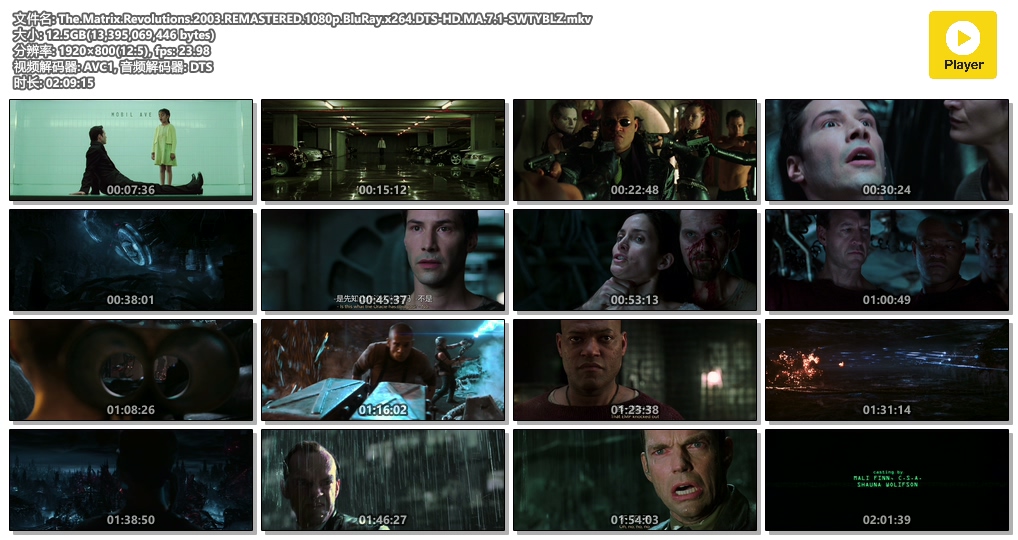 文件名: The.Matrix.Revolutions.2003.REMASTERED.1080p.BluRay.x264.DTS-HD.MA.7.1-SWTYBLZ.mkv
大小: 12.5GB(13,395,069,446 bytes)
分辨率: 1920×800(12:5), fps: 23.98
视频解码器: AVC1, 音频解码器: DTS
时长: 02:09:15
Player
MOBIL AVE
00:07:36
00:15:12
00:22:48
00:30:24
00:38:01
-是先知 不是
00:45:37
00:53:13
01:00:49
01:08:26
01:16:02
01:23:38
01:31:14
01:38:50
01:46:27
01:54:03
casting by
MALI FINN, C.S.A.
SHAUNA WOLIFSON
02:01:39